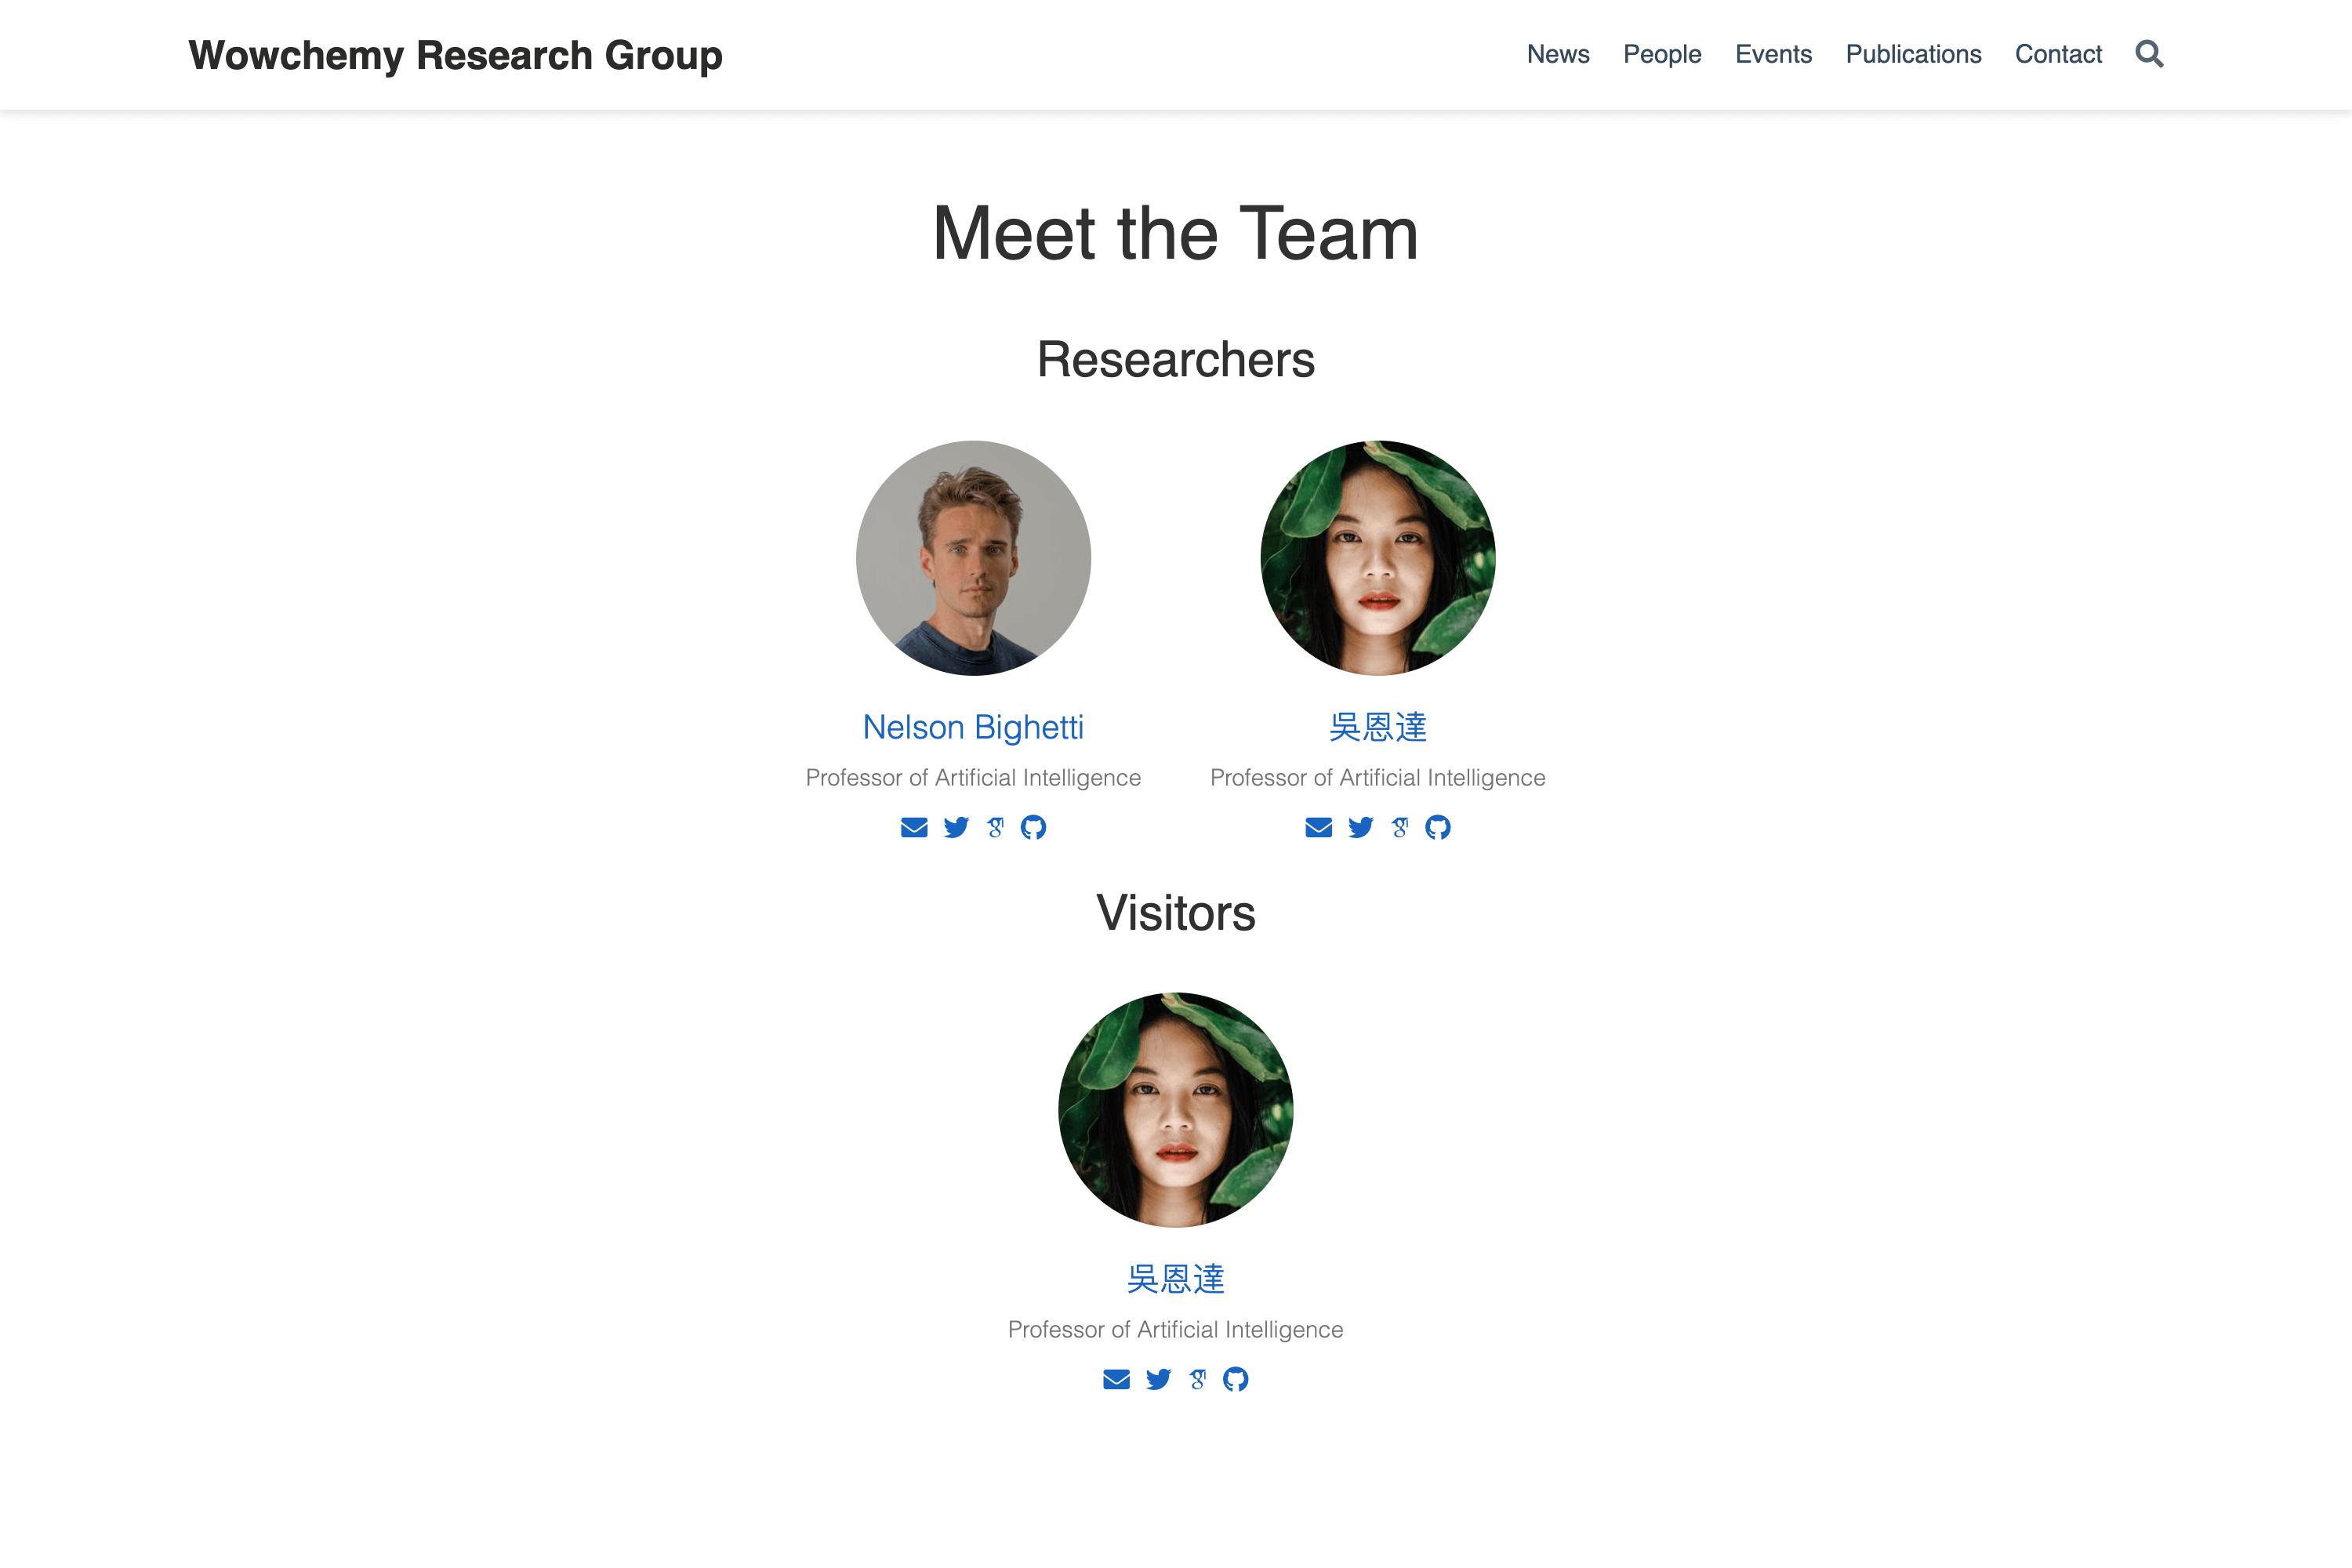 Wowchemy Research Group
News People Events Publications Contact
Meet the Team
Researchers
Nelson Bighetti
Professor of Artificial Intelligence
吳恩達
Professor of Artificial Intelligence
Visitors
吳恩達
Professor of Artificial Intelligence